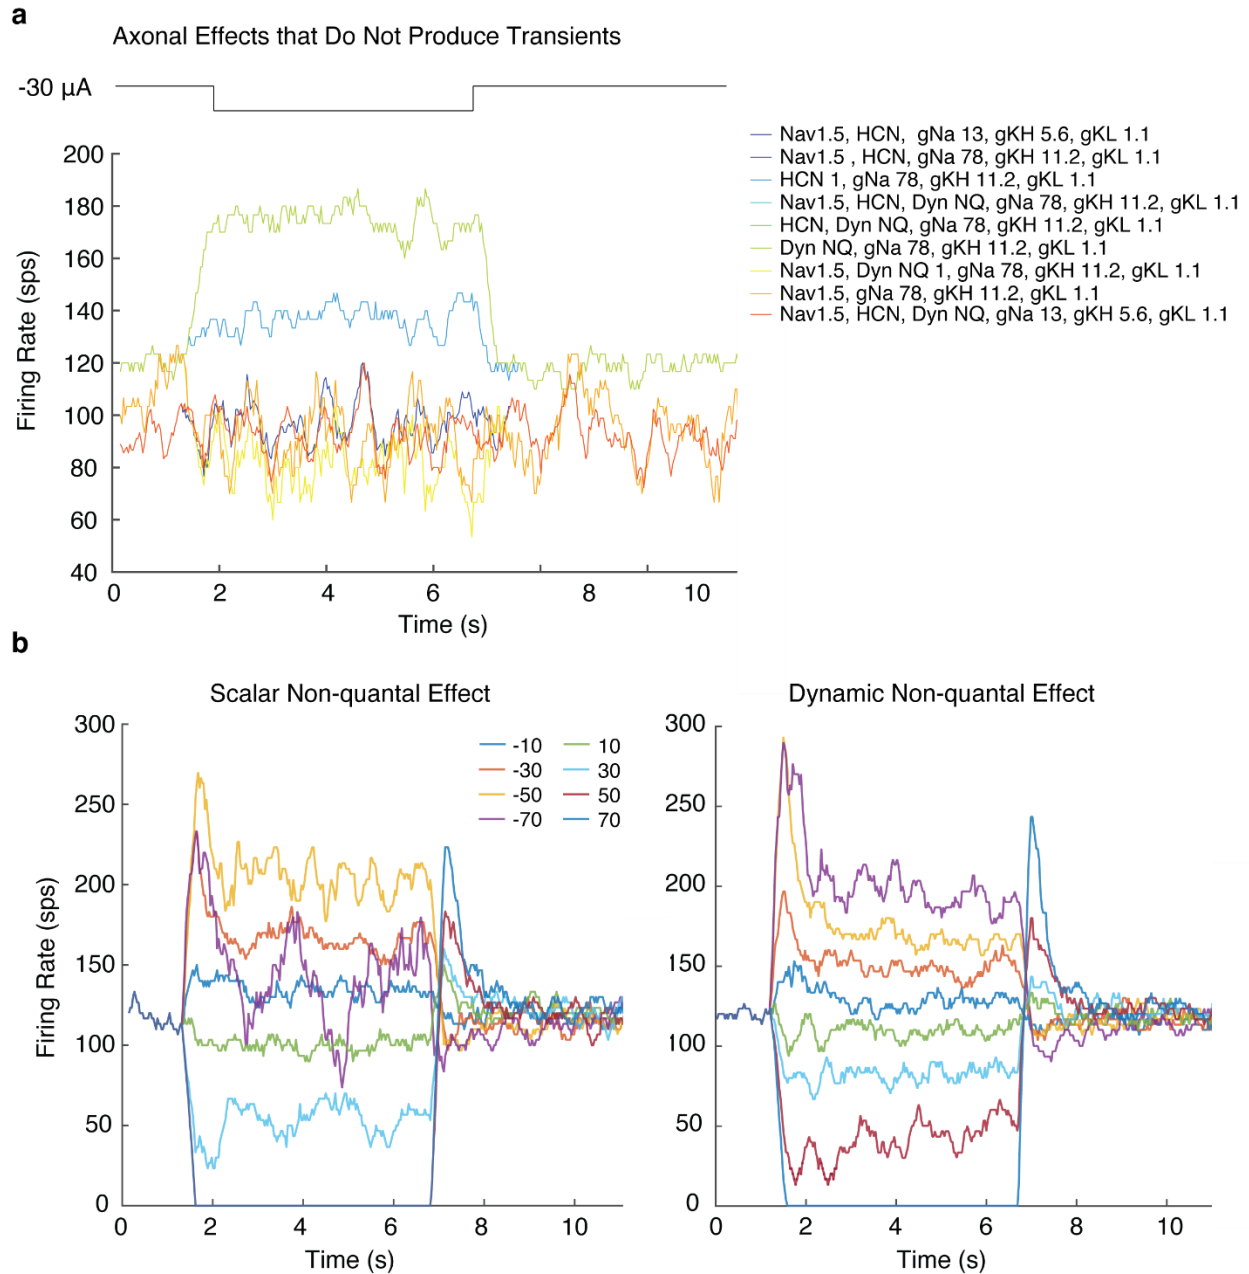 a
Axonal Effects that Do Not Produce Transients
-30 µA
Nav1.5, HCN, gNa 13, gKH 5.6, gKL 1.1
Nav1.5 , HCN, gNa 78, gKH 11.2, gKL 1.1
HCN 1, gNa 78, gKH 11.2, gKL 1.1
Nav1.5, HCN, Dyn NQ, gNa 78, gKH 11.2, gKL 1.1
HCN, Dyn NQ, gNa 78, gKH 11.2, gKL 1.1
Dyn NQ, gNa 78, gKH 11.2, gKL 1.1
Nav1.5, Dyn NQ 1, gNa 78, gKH 11.2, gKL 1.1
Nav1.5, gNa 78, gKH 11.2, gKL 1.1
Nav1.5, HCN, Dyn NQ, gNa 13, gKH 5.6, gKL 1.1
200
180
160
140
120
100
80
60
40
Firing Rate (sps)
0 2 4 6 8 10
Time (s)
b
Scalar Non-quantal Effect
300
250
200
150
100
50
0
Firing Rate (sps)
-10 10
-30 30
-50 50
-70 70
0 2 4 6 8 10
Time (s)
Dynamic Non-quantal Effect
300
250
200
150
100
50
0
0 2 4 6 8 10
Time (s)